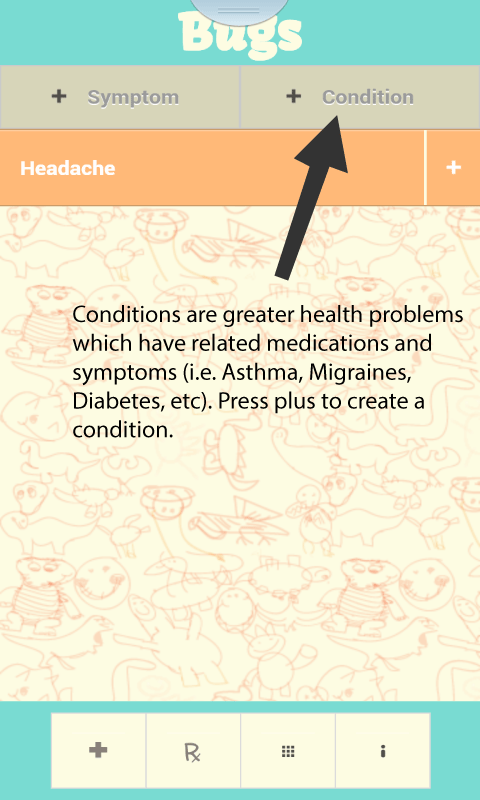 Bugs
+ Symptom + Condition
Headache +
Conditions are greater health problems
which have related medications and
symptoms (i.e. Asthma, Migraines,
Diabetes, etc). Press plus to create a
condition.
+ Rx i